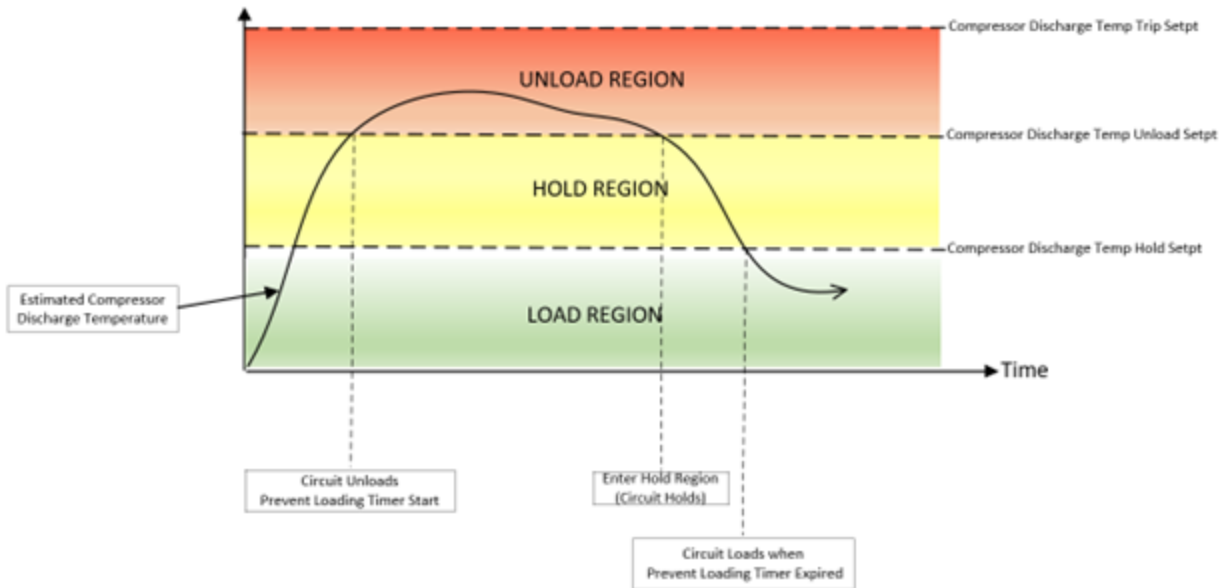 Compressor Discharge Temp Trip Setpt
UNLOAD REGION
Compressor Discharge Temp Unload Setpt
HOLD REGION
Compressor Discharge Temp Hold Setpt
Estimated Compressor
Discharge Temperature
LOAD REGION
Time
Circuit Unloads
Prevent Loading Timer Start
Enter Hold Region
(Circuit Holds)
Circuit Loads when
Prevent Loading Timer Expired